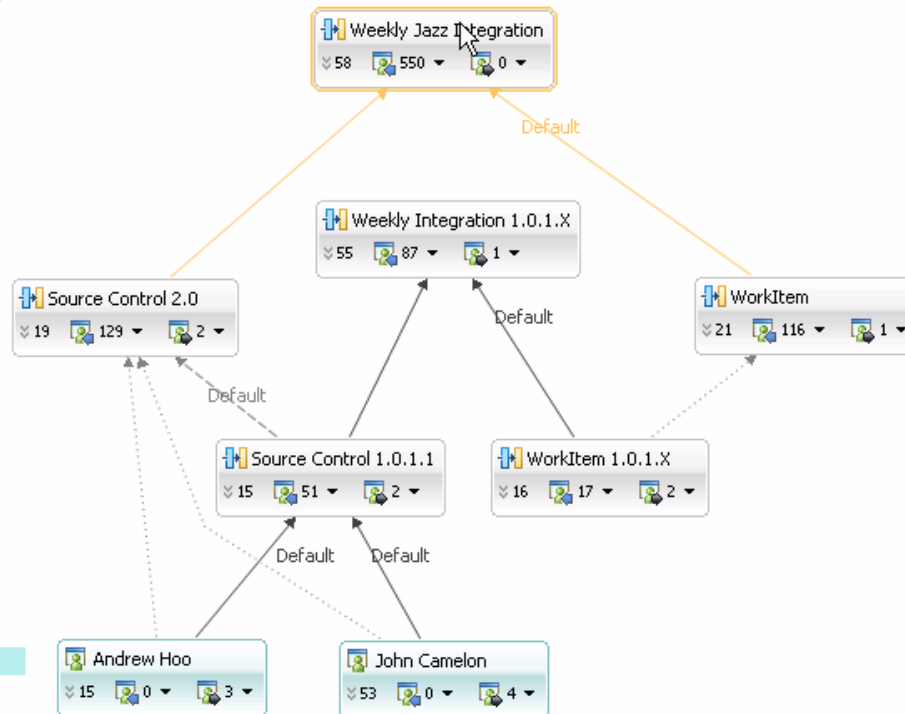 Weekly Jazz Integration
58 550 0
Default
Weekly Integration 1.0.1.X
55 87 1
Source Control 2.0
19 129 2
WorkItem
21 116 1
Default
Default
Source Control 1.0.1.1
15 51 2
WorkItem 1.0.1.X
16 17 2
Default
Default
Andrew Hoo
15 0 3
John Camelon
53 0 4